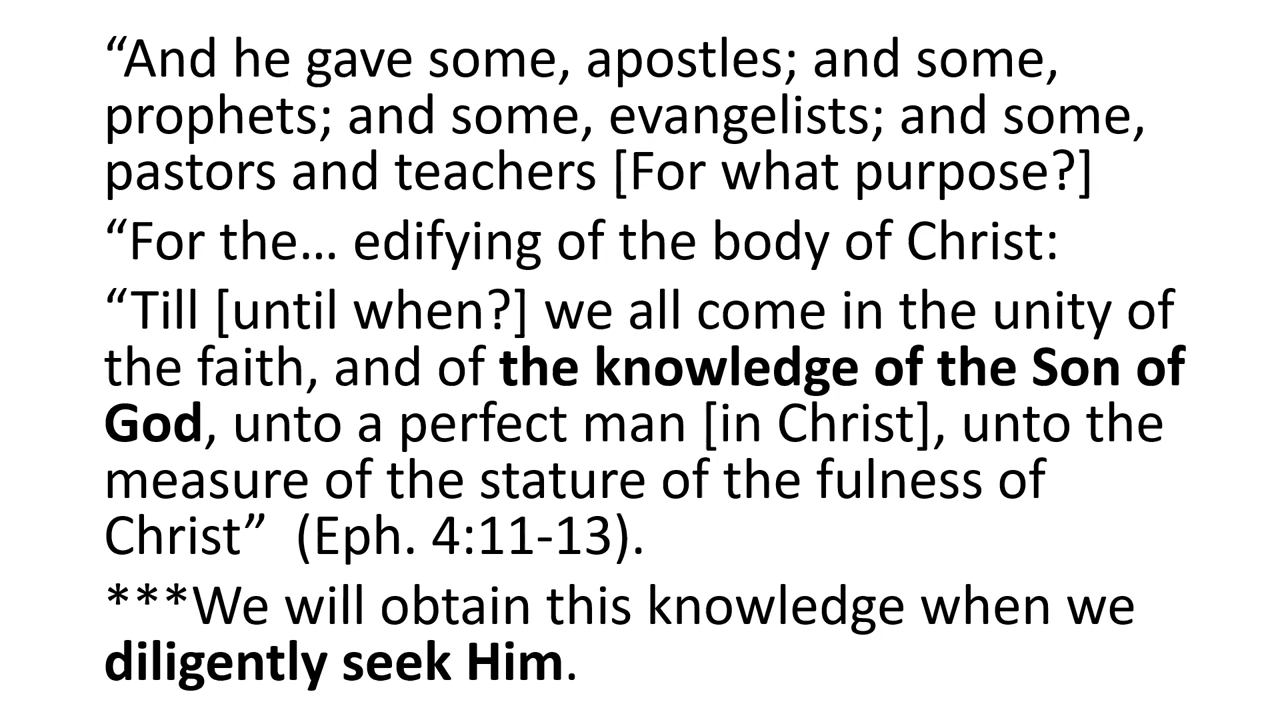 “And he gave some, apostles; and some,
prophets; and some, evangelists; and some,
pastors and teachers [For what purpose?]
“For the… edifying of the body of Christ:
“Till [until when?] we all come in the unity of
the faith, and of the knowledge of the Son of
God, unto a perfect man [in Christ], unto the
measure of the stature of the fulness of
Christ”  (Eph. 4:11-13).
***We will obtain this knowledge when we
diligently seek Him.